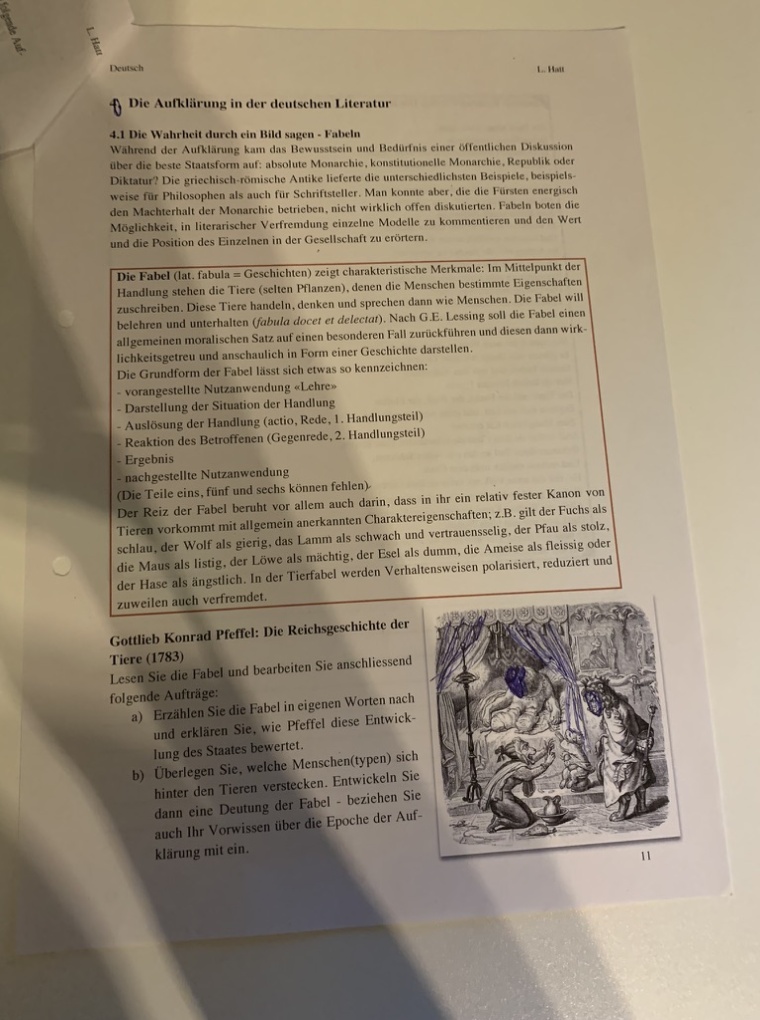 folgende Auf-
L. Hatt
Deutsch
L. Hatt
Die Aufklärung in der deutschen Literatur
4.1 Die Wahrheit durch ein Bild sagen - Fabeln
Während der Aufklärung kam das Bewusstsein und Bedürfnis einer öffentlichen Diskussion
über die beste Staatsform auf: absolute Monarchie, konstitutionelle Monarchie, Republik oder
Diktatur? Die griechisch-römische Antike lieferte die unterschiedlichsten Beispiele, beispiels-
weise für Philosophen als auch für Schriftsteller. Man konnte aber, die die Fürsten energisch
den Machterhalt der Monarchie betrieben, nicht wirklich offen diskutierten. Fabeln boten die
Möglichkeit, in literarischer Verfremdung einzelne Modelle zu kommentieren und den Wert
und die Position des Einzelnen in der Gesellschaft zu erörtern.
Die Fabel (lat. fabula = Geschichten) zeigt charakteristische Merkmale: Im Mittelpunkt der
Handlung stehen die Tiere (selten Pflanzen), denen die Menschen bestimmte Eigenschaften
zuschreiben. Diese Tiere handeln, denken und sprechen dann wie Menschen. Die Fabel will
belehren und unterhalten (fabula docet et delectat). Nach G.E. Lessing soll die Fabel einen
allgemeinen moralischen Satz auf einen besonderen Fall zurückführen und diesen dann wirk-
lichkeitsgetreu und anschaulich in Form einer Geschichte darstellen.
Die Grundform der Fabel lässt sich etwas so kennzeichnen:
- vorangestellte Nutzanwendung «Lehre»
- Darstellung der Situation der Handlung
- Auslösung der Handlung (actio, Rede, 1. Handlungsteil)
- Reaktion des Betroffenen (Gegenrede, 2. Handlungsteil)
- Ergebnis
- nachgestellte Nutzanwendung
(Die Teile eins, fünf und sechs können fehlen).
Der Reiz der Fabel beruht vor allem auch darin, dass in ihr ein relativ fester Kanon von
Tieren vorkommt mit allgemein anerkannten Charaktereigenschaften; z.B. gilt der Fuchs als
schlau, der Wolf als gierig, das Lamm als schwach und vertrauensselig, der Pfau als stolz,
die Maus als listig, der Löwe als mächtig, der Esel als dumm, die Ameise als fleissig oder
der Hase als ängstlich. In der Tierfabel werden Verhaltensweisen polarisiert, reduziert und
zuweilen auch verfremdet.
Gottlieb Konrad Pfeffel: Die Reichsgeschichte der
Tiere (1783)
Lesen Sie die Fabel und bearbeiten Sie anschliessend
folgende Aufträge:
a) Erzählen Sie die Fabel in eigenen Worten nach
und erklären Sie, wie Pfeffel diese Entwick-
lung des Staates bewertet.
b) Überlegen Sie, welche Menschen(typen) sich
hinter den Tieren verstecken. Entwickeln Sie
dann eine Deutung der Fabel - beziehen Sie
auch Ihr Vorwissen über die Epoche der Auf-
klärung mit ein.
11